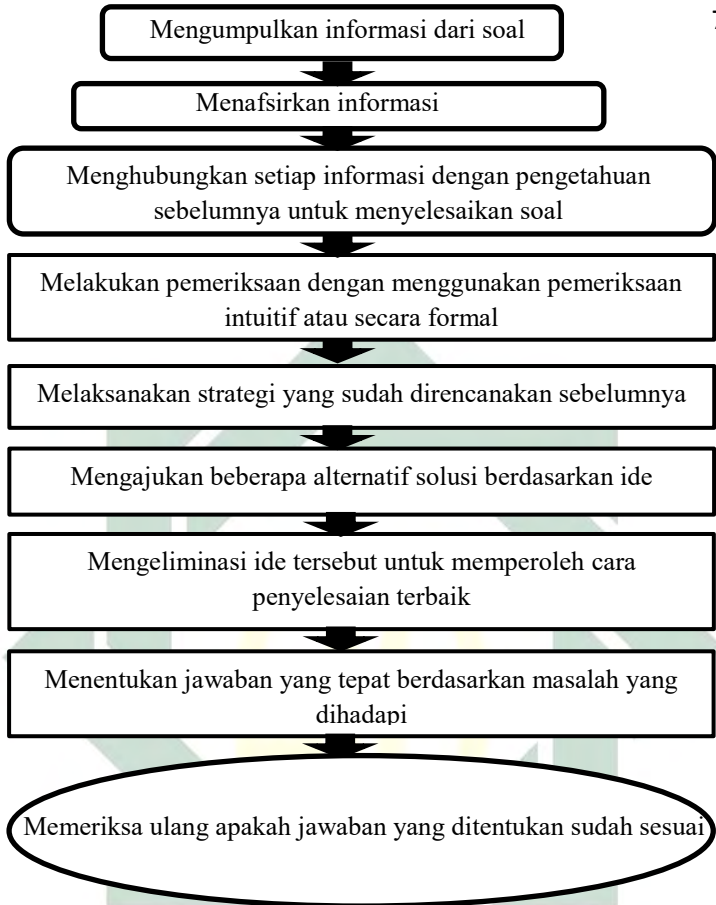 Mengumpulkan informasi dari soal
Menafsirkan informasi
Menghubungkan setiap informasi dengan pengetahuan
sebelumnya untuk menyelesaikan soal
Melakukan pemeriksaan dengan menggunakan pemeriksaan
intuitif atau secara formal
Melaksanakan strategi yang sudah direncanakan sebelumnya
Mengajukan beberapa alternatif solusi berdasarkan ide
Mengeliminasi ide tersebut untuk memperoleh cara
penyelesaian terbaik
Menentukan jawaban yang tepat berdasarkan masalah yang
dihadapi
Memeriksa ulang apakah jawaban yang ditentukan sudah sesuai